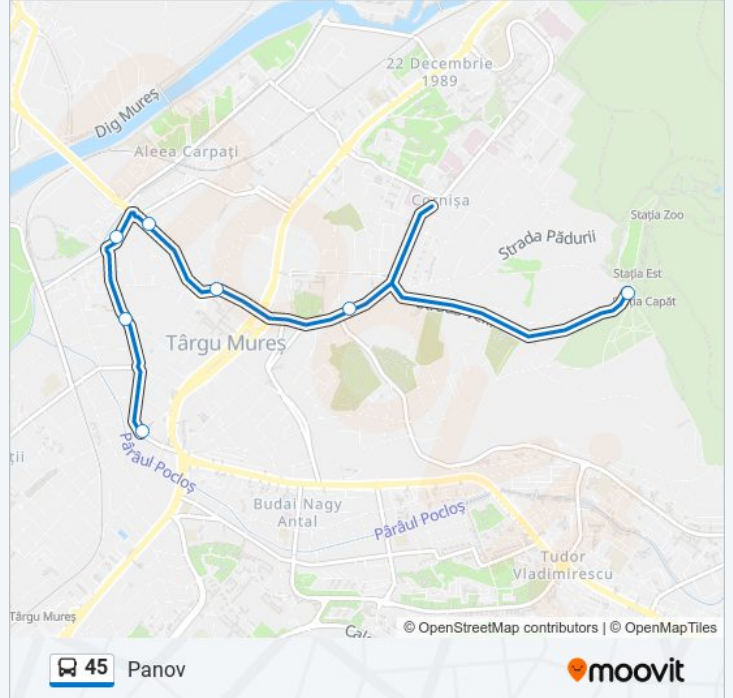 22 Decembrie
1989
Dig Mureș
Aleea Carpați
Cornișa
Stația Zoo
Strada Pădurii
Stația Est
Stația Capăt
Târgu Mureș
Pârâul Pocloș
Budai Nagy
Antal
Pârâul Pocloș
Tudor
Vladimirescu
Târgu Mureș
© OpenStreetMap contributors | © OpenMapTiles
45 Panov
moovit